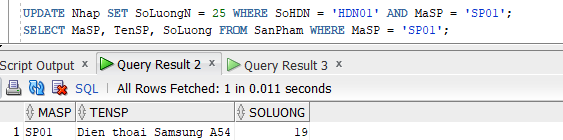 UPDATE Nhap SET SoLuongN = 25 WHERE SoHDN = 'HDN01' AND MaSP = 'SP01';
SELECT MaSP, TenSP, SoLuong FROM SanPham WHERE MaSP = 'SP01';
Script Output x Query Result 2 x Query Result 3 x
SQL | All Rows Fetched: 1 in 0.011 seconds
MASP TENSP SOLUONG
1 SP01 Dien thoai Samsung A54 19